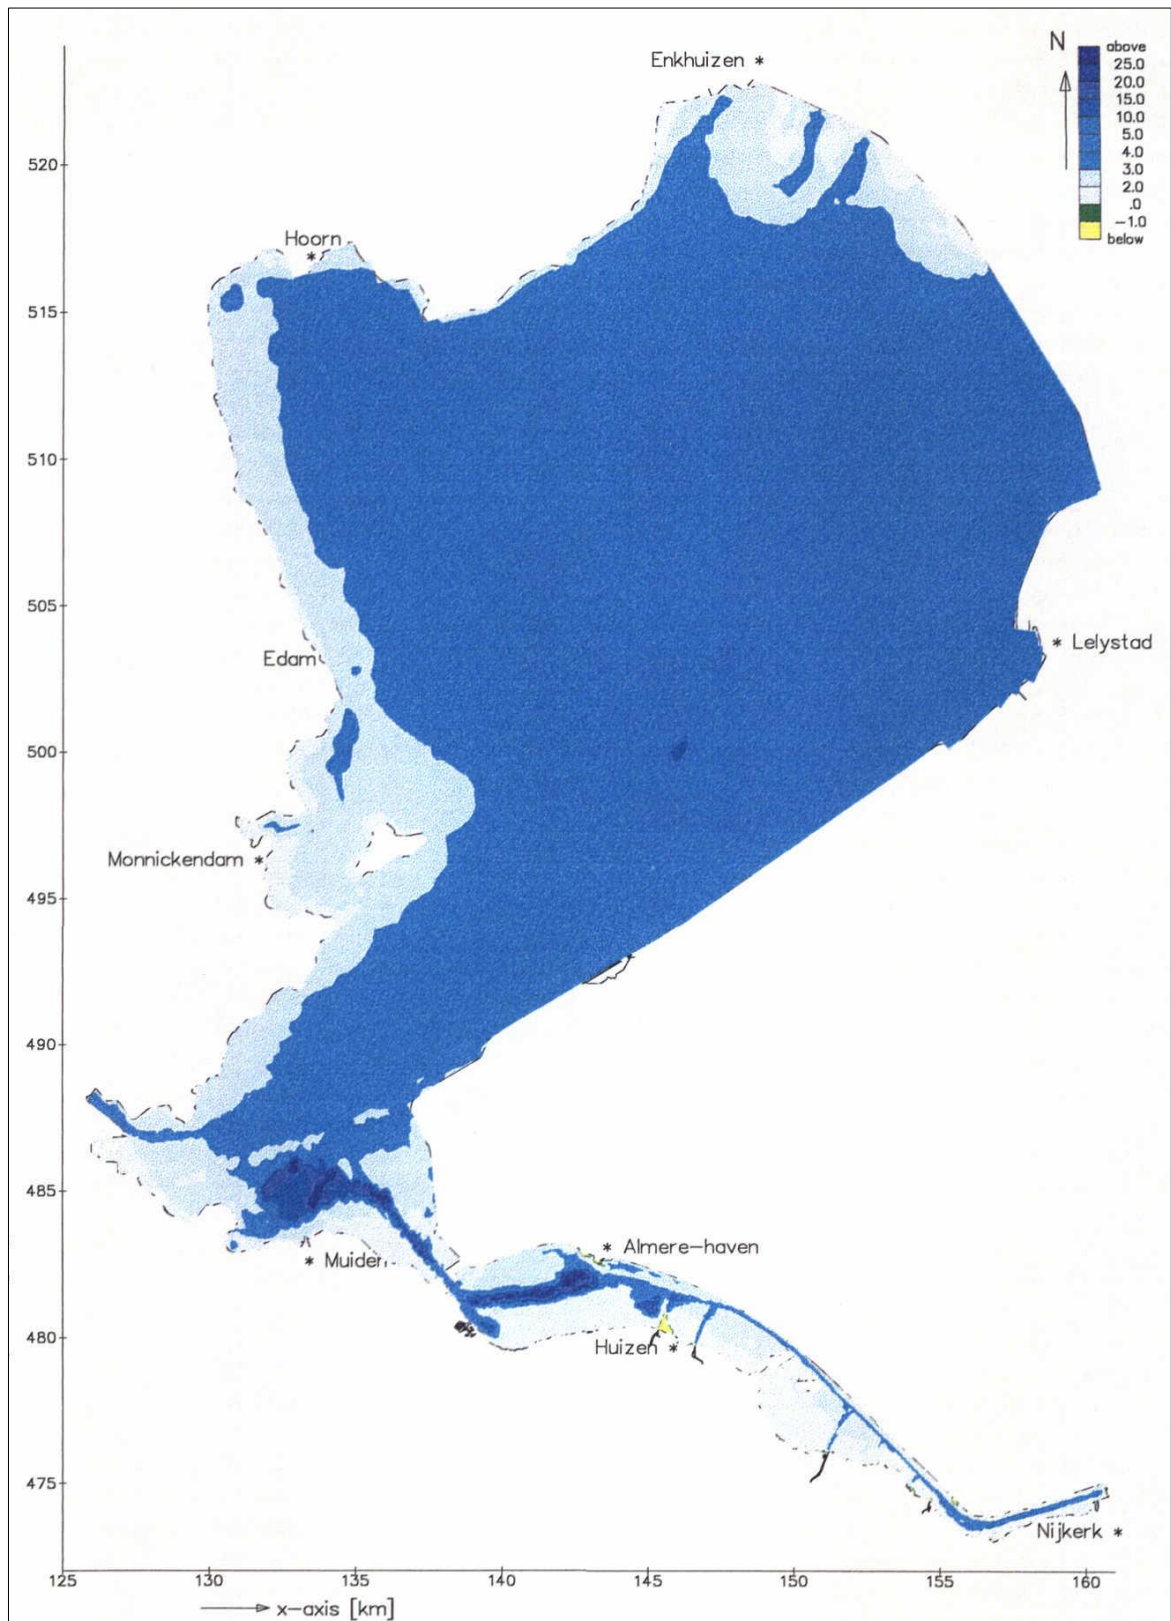 Enkhuizen *
N
above
25.0
20.0
15.0
10.0
5.0
4.0
3.0
2.0
.0
-1.0
below
520
Hoorn
*
515
510
505
Edam
* Lelystad
500
Monnickendam *
495
490
485
* Muiden
* Almere-haven
480
Huizen *
475
Nijkerk *
125
130
135
140
145
150
155
160
x-axis [km]